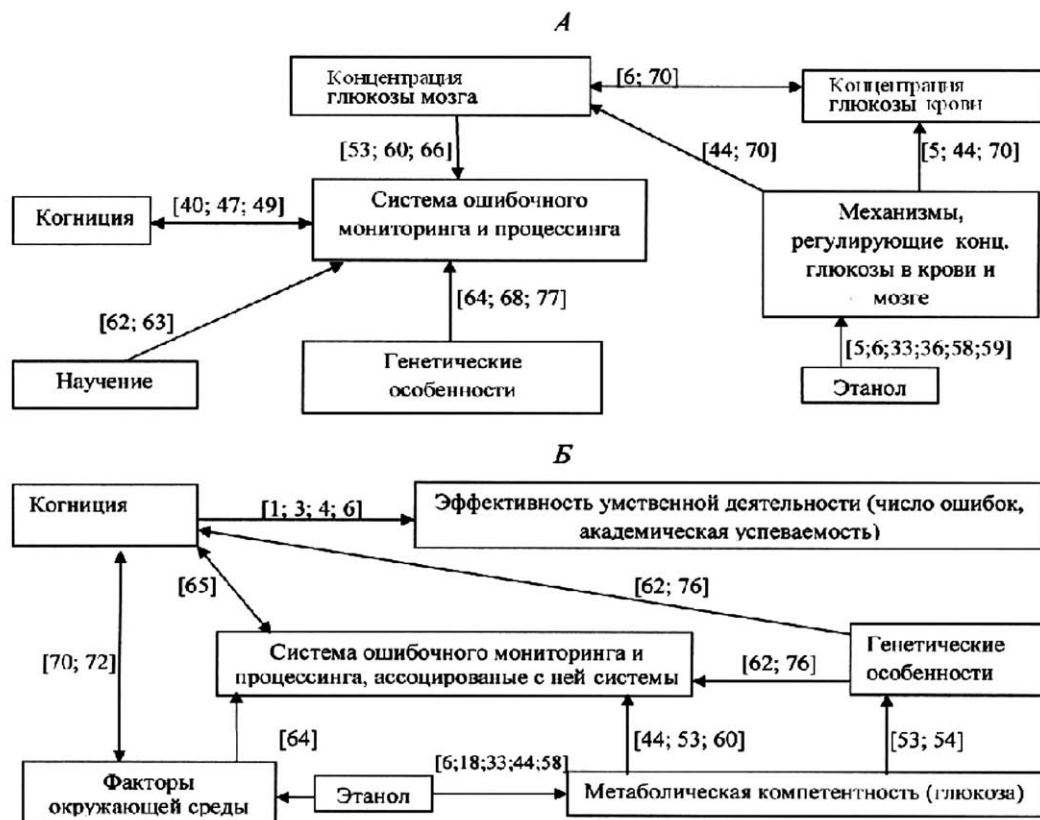 А
Концентрация
глюкозы мозга
[6; 70]
Концентрация
глюкозы крови
[53; 60; 66]
[44; 70]
[5; 44; 70]
Когниция
[40; 47; 49]
Система ошибочного
мониторинга и процессинга
Механизмы,
регулирующие конц.
глюкозы в крови и
мозге
[62; 63]
[64; 68; 77]
[5;6;33;36;58;59]
Научение
Генетические
особенности
Этанол
Б
Когниция
[1; 3; 4; 6]
Эффективность умственной деятельности (число ошибок,
академическая успеваемость)
[65]
[62; 76]
[70; 72]
Система ошибочного мониторинга и
процессинга, ассоцированые с ней системы
[62; 76]
Генетические
особенности
[64]
[44; 53; 60]
[53; 54]
Факторы
окружающей среды
Этанол
[6;18;33;44;58]
Метаболическая компетентность (глюкоза)